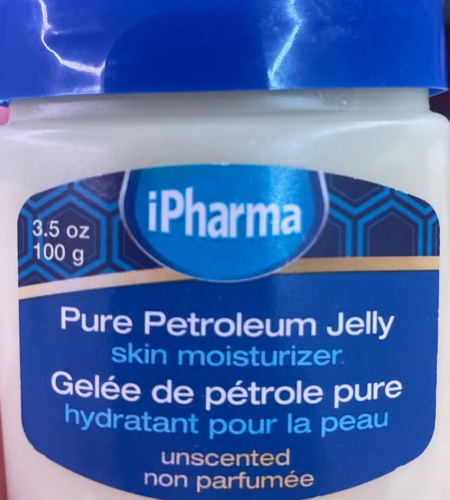 iPharma
3.5 oz
100 g
Pure Petroleum Jelly
skin moisturizer
Gelée de pétrole pure
hydratant pour la peau
unscented
non parfumée